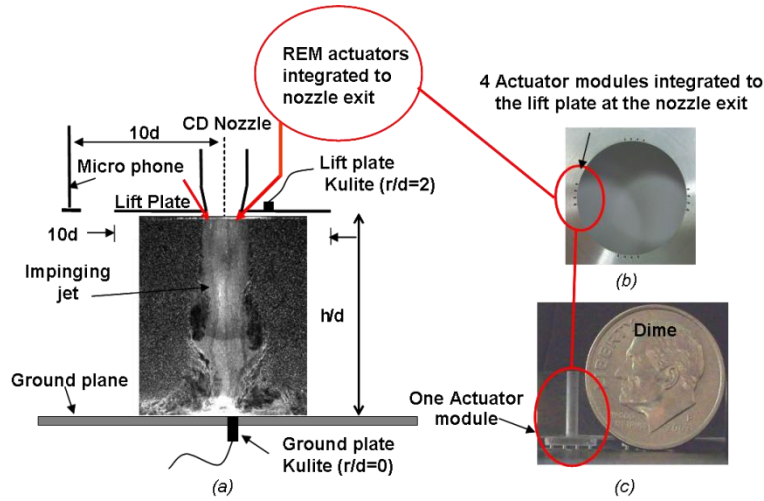 REM actuators
integrated to
nozzle exit
4 Actuator modules integrated to
the lift plate at the nozzle exit
10d
CD Nozzle
Micro phone
Lift plate
Kulite (r/d=2)
Lift Plate
10d
Impinging
jet
h/d
(b)
Dime
Ground plane
One Actuator
module
Ground plate
Kulite (r/d=0)
(a)
(c)